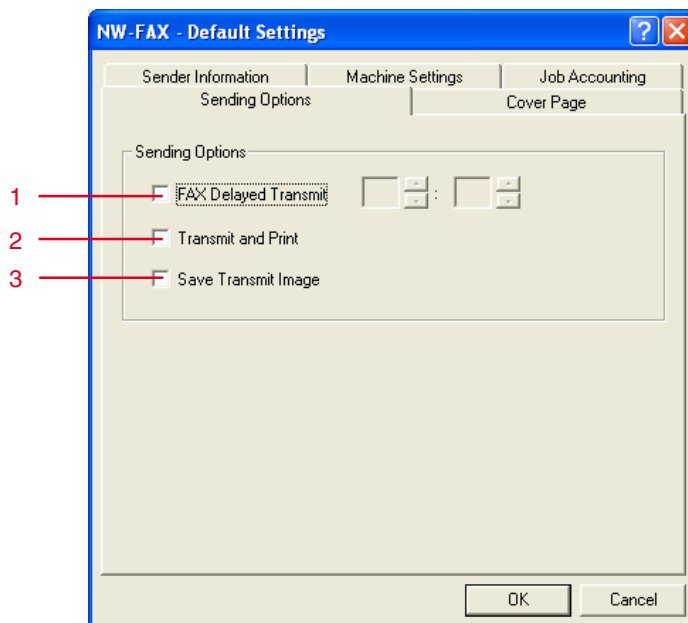 NW-FAX - Default Settings
Sender Information
Machine Settings
Job Accounting
Sending Options
Cover Page
Sending Options
1
FAX Delayed Transmit
:
2
Transmit and Print
3
Save Transmit Image
OK
Cancel